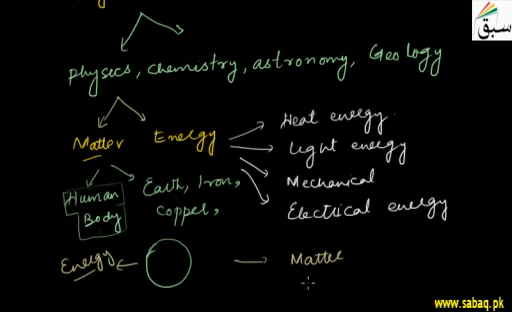 سبق
Physics, chemistry, astronomy, Geology
Matter Energy
Heat energy
Light energy
Mechanical
Electrical energy
Human
Body
Earth, Iron,
copper,
Energy
Matter
www.sabaq.pk